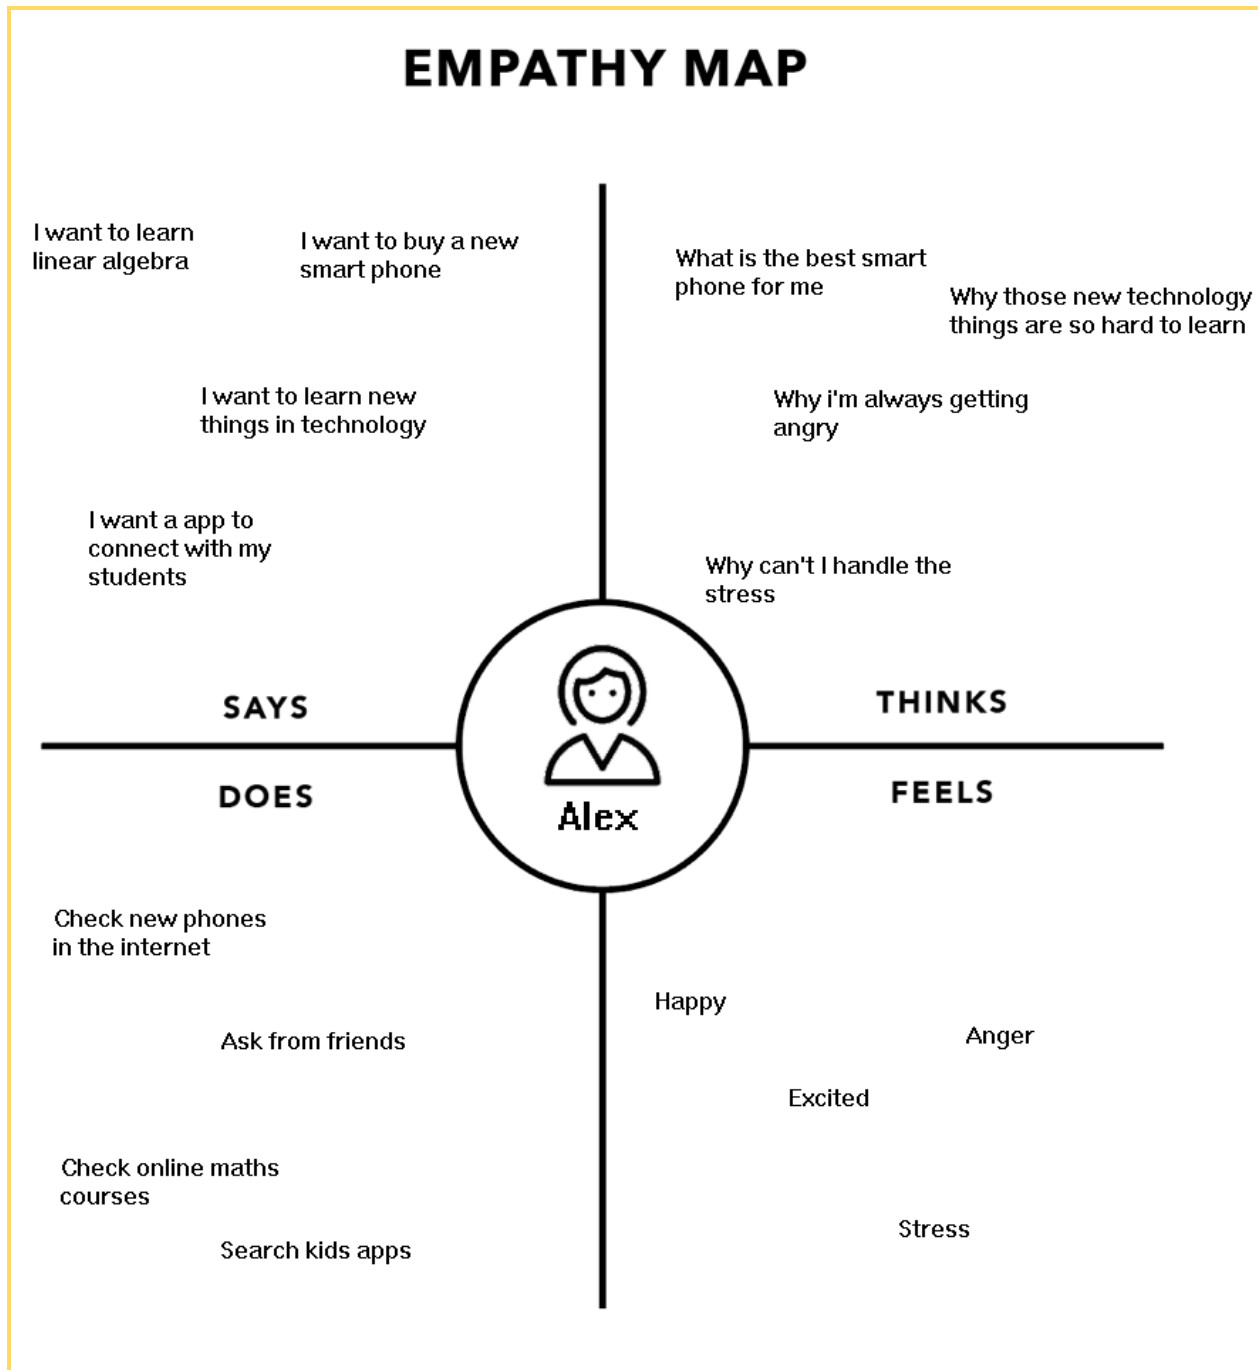 EMPATHY MAP
I want to learn
linear algebra
I want to buy a new
smart phone
I want to learn new
things in technology
I want a app to
connect with my
students
SAYS
What is the best smart
phone for me
Why those new technology
things are so hard to learn
Why i'm always getting
angry
Why can't I handle the
stress
THINKS
Alex
DOES
Check new phones
in the internet
Ask from friends
Check online maths
courses
Search kids apps
FEELS
Happy
Anger
Excited
Stress